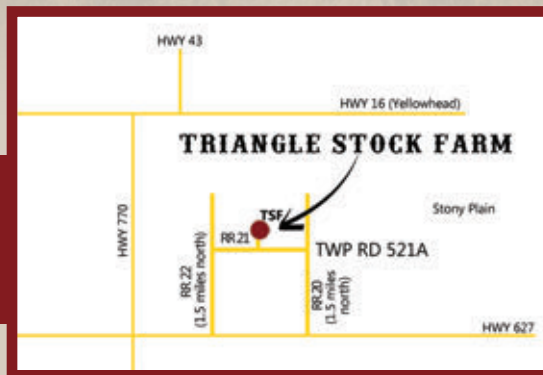 HWY 43
HWY 16 (Yellowhead)
TRIANGLE STOCK FARM
HWY 770
TSF
Stony Plain
RR.21
TWP RD 521A
RR.22
(1.5 miles
north)
RR.20
(1.5 miles
north)
HWY 627